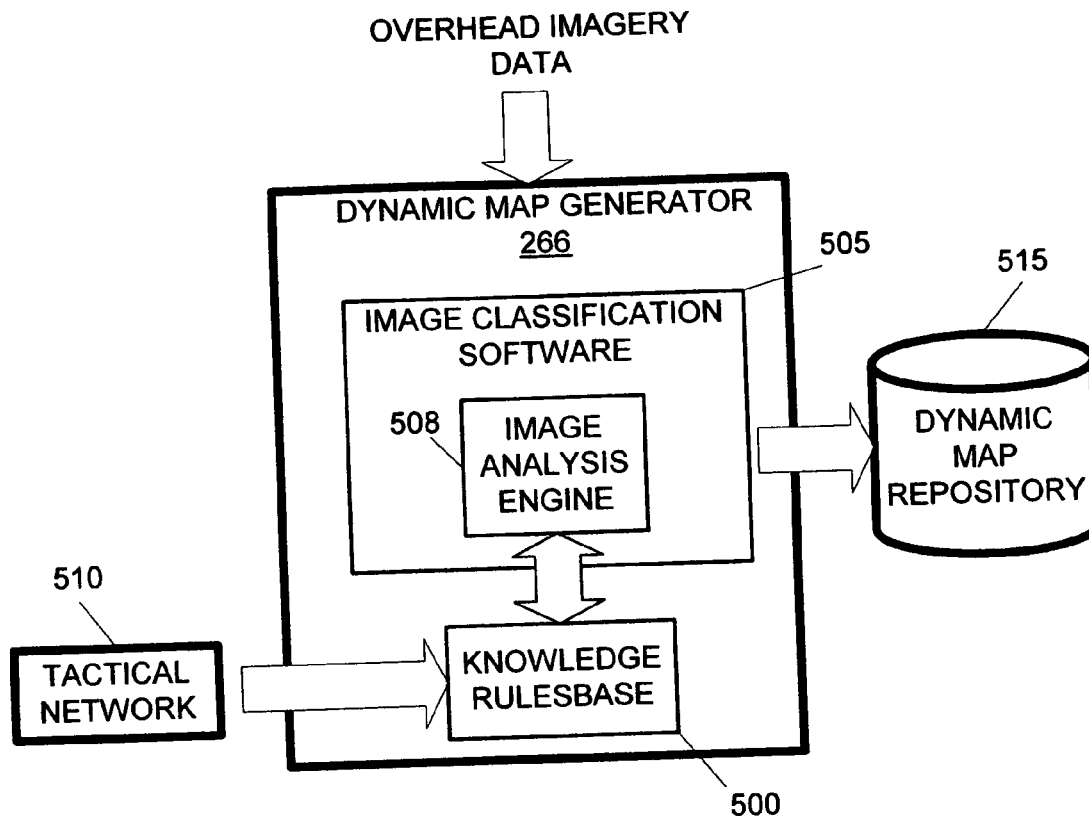 OVERHEAD IMAGERY
DATA
DYNAMIC MAP GENERATOR
266
505
515
IMAGE CLASSIFICATION
SOFTWARE
508
IMAGE
ANALYSIS
ENGINE
DYNAMIC
MAP
REPOSITORY
510
TACTICAL
NETWORK
KNOWLEDGE
RULESBASE
500